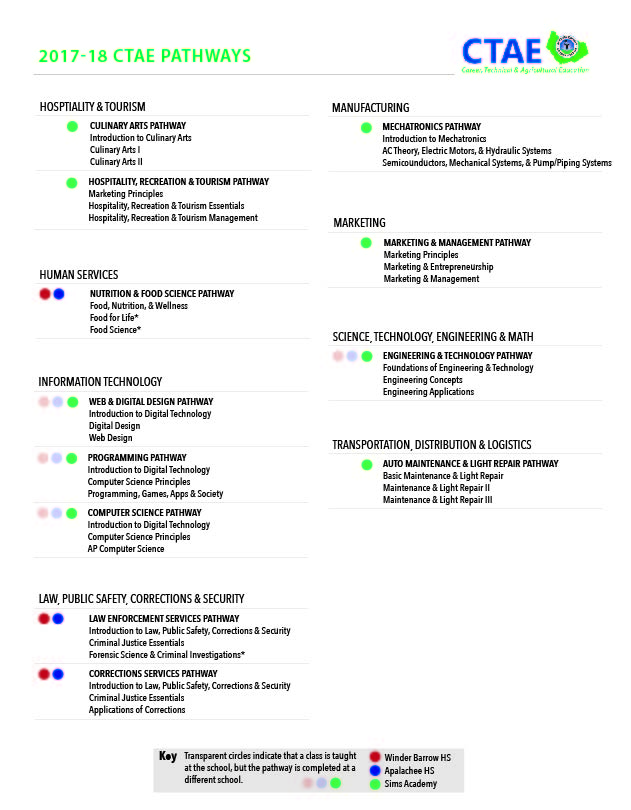 2017-18 CTAE PATHWAYS
CTAE
Career, Technical & Agricultural Education
HOSPTIALITY & TOURISM
CULINARY ARTS PATHWAY
Introduction to Culinary Arts
Culinary Arts I
Culinary Arts II
HOSPITALITY, RECREATION & TOURISM PATHWAY
Marketing Principles
Hospitality, Recreation & Tourism Essentials
Hospitality, Recreation & Tourism Management
HUMAN SERVICES
NUTRITION & FOOD SCIENCE PATHWAY
Food, Nutrition, & Wellness
Food for Life*
Food Science*
INFORMATION TECHNOLOGY
WEB & DIGITAL DESIGN PATHWAY
Introduction to Digital Technology
Digital Design
Web Design
PROGRAMMING PATHWAY
Introduction to Digital Technology
Computer Science Principles
Programming, Games, Apps & Society
COMPUTER SCIENCE PATHWAY
Introduction to Digital Technology
Computer Science Principles
AP Computer Science
LAW, PUBLIC SAFETY, CORRECTIONS & SECURITY
LAW ENFORCEMENT SERVICES PATHWAY
Introduction to Law, Public Safety, Corrections & Security
Criminal Justice Essentials
Forensic Science & Criminal Investigations*
CORRECTIONS SERVICES PATHWAY
Introduction to Law, Public Safety, Corrections & Security
Criminal Justice Essentials
Applications of Corrections
MANUFACTURING
MECHATRONICS PATHWAY
Introduction to Mechatronics
AC Theory, Electric Motors, & Hydraulic Systems
Semicounductors, Mechanical Systems, & Pump/Piping Systems
MARKETING
MARKETING & MANAGEMENT PATHWAY
Marketing Principles
Marketing & Entrepreneurship
Marketing & Management
SCIENCE, TECHNOLOGY, ENGINEERING & MATH
ENGINEERING & TECHNOLOGY PATHWAY
Foundations of Engineering & Technology
Engineering Concepts
Engineering Applications
TRANSPORTATION, DISTRIBUTION & LOGISTICS
AUTO MAINTENANCE & LIGHT REPAIR PATHWAY
Basic Maintenance & Light Repair
Maintenance & Light Repair II
Maintenance & Light Repair III
Key
Transparent circles indicate that a class is taught
at the school, but the pathway is completed at a
different school.
Winder Barrow HS
Apalachee HS
Sims Academy